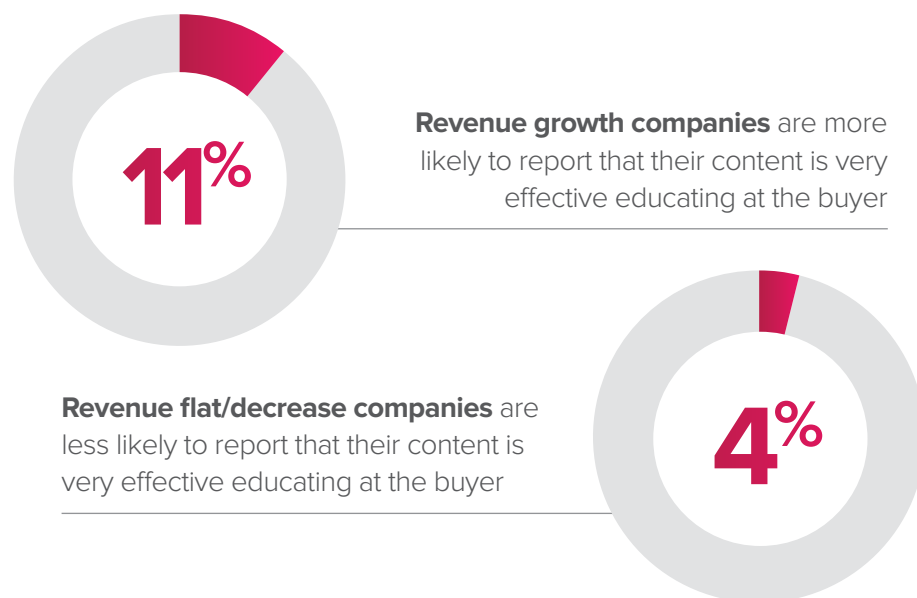 11%
Revenue growth companies are more
likely to report that their content is very
effective educating at the buyer
Revenue flat/decrease companies are
less likely to report that their content is
very effective educating at the buyer
4%